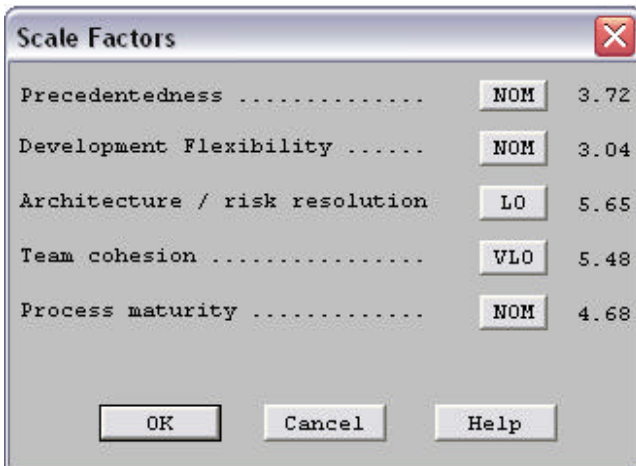 Scale Factors
Precedentedness .............. NOM 3.72
Development Flexibility ...... NOM 3.04
Architecture / risk resolution LO 5.65
Team cohesion ................ VLO 5.48
Process maturity ............. NOM 4.68
OK Cancel Help